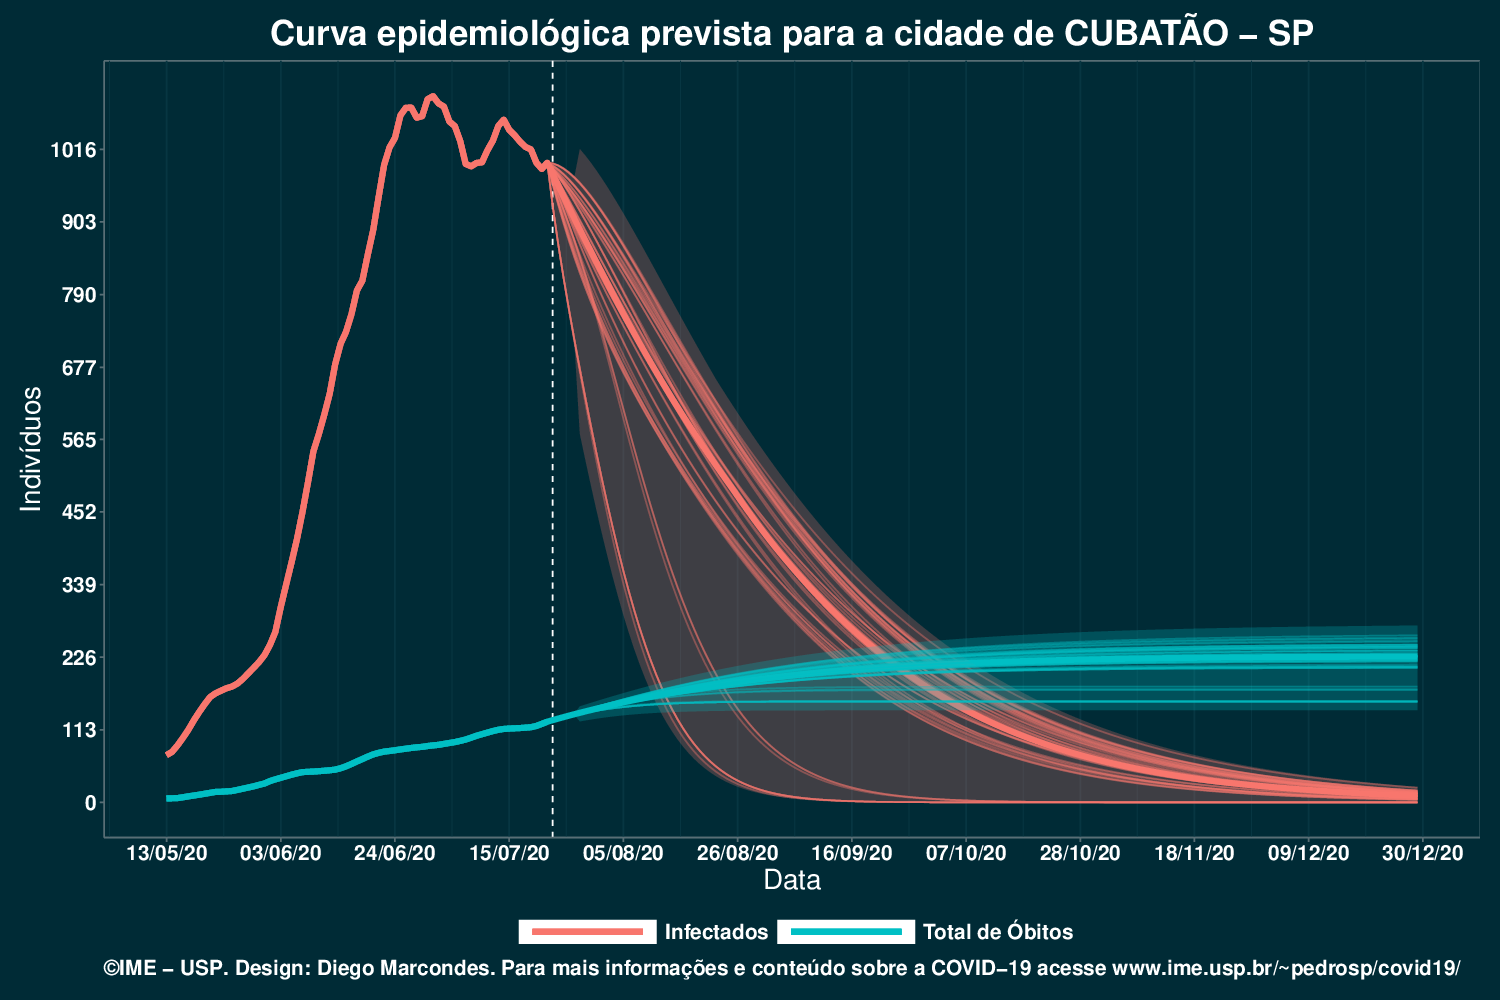 Curva epidemiológica prevista para a cidade de CUBATÃO – SP
Indivíduos
1016
903
790
677
565
452
339
226
113
0
13/05/20 03/06/20 24/06/20 15/07/20 05/08/20 26/08/20 16/09/20 07/10/20 28/10/20 18/11/20 09/12/20 30/12/20
Data
Infectados Total de Óbitos
©IME – USP. Design: Diego Marcondes. Para mais informações e conteúdo sobre a COVID–19 acesse www.ime.usp.br/~pedrosp/covid19/